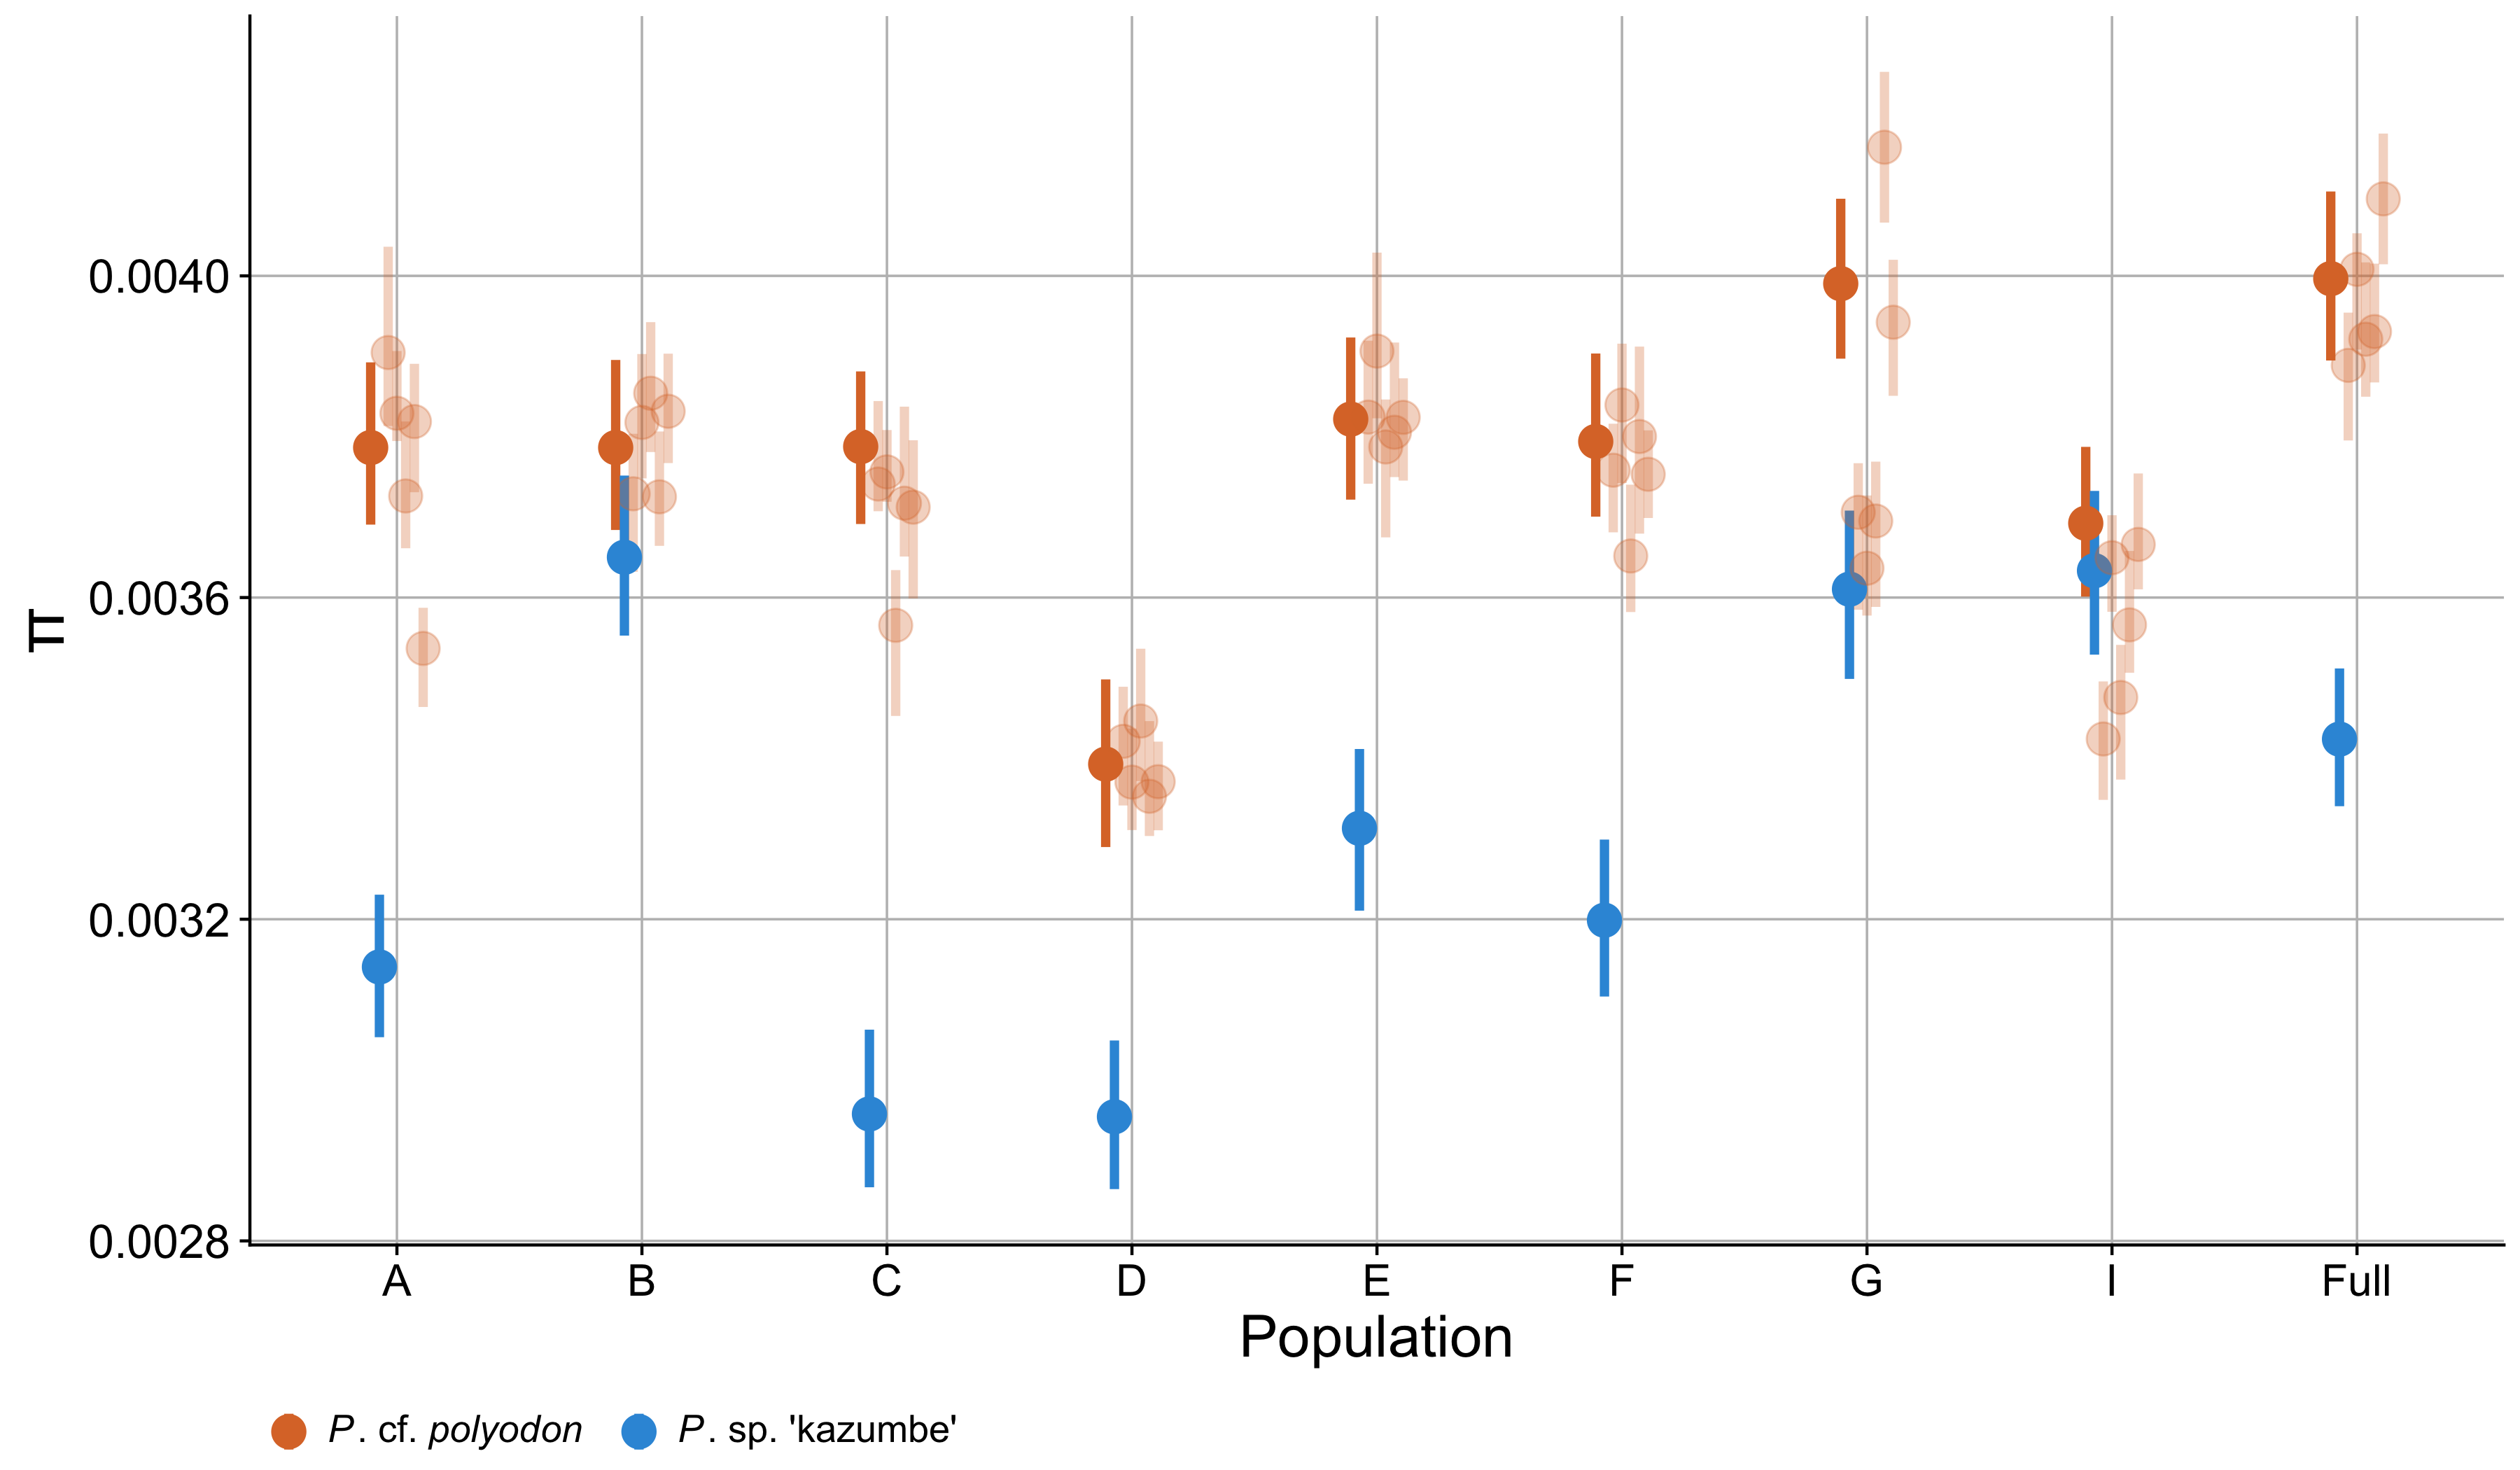 0.0040
0.0036
0.0032
0.0028
π
A B C D E F G I Full
Population
P. cf. polyodon P. sp. 'kazumbe'